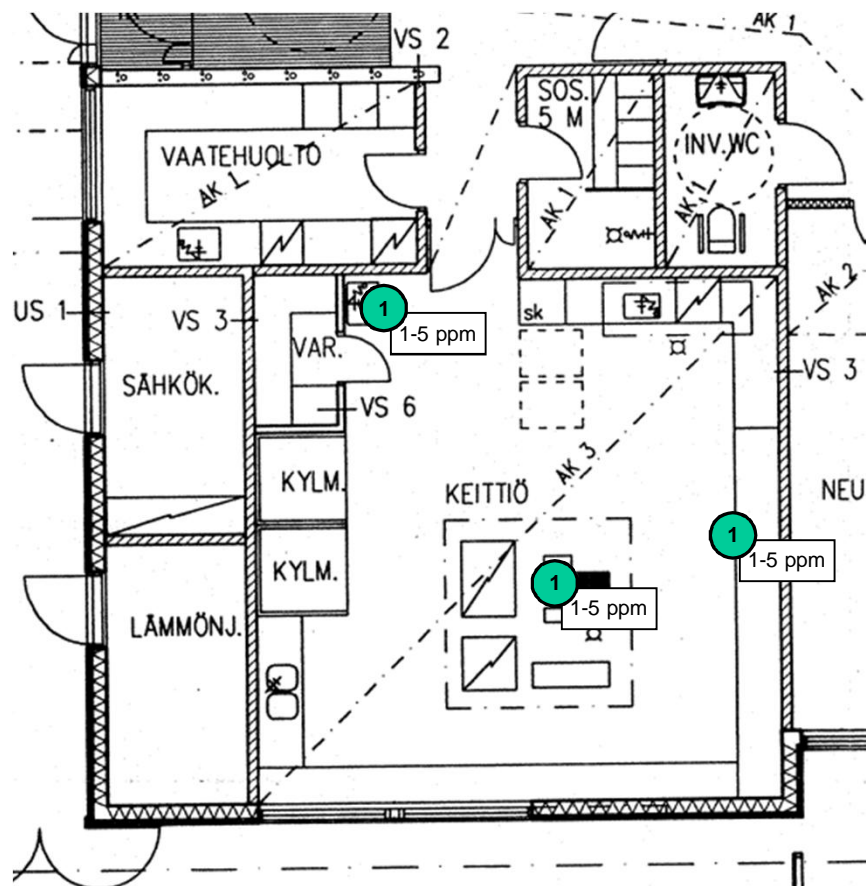 AK 1
VS 2
SOS.
5 M
INV.WC
VAATEHUOLTO
AK 1
AK 1
AK 1
AK 2
US 1
VS 3
1
1-5 ppm
sk
VAR.
VS 3
SÄHKÖK.
VS 6
AK 3
KYLM.
KEITTIÖ
NEU
1
1-5 ppm
KYLM.
1
1-5 ppm
LÄMMÖNJ.